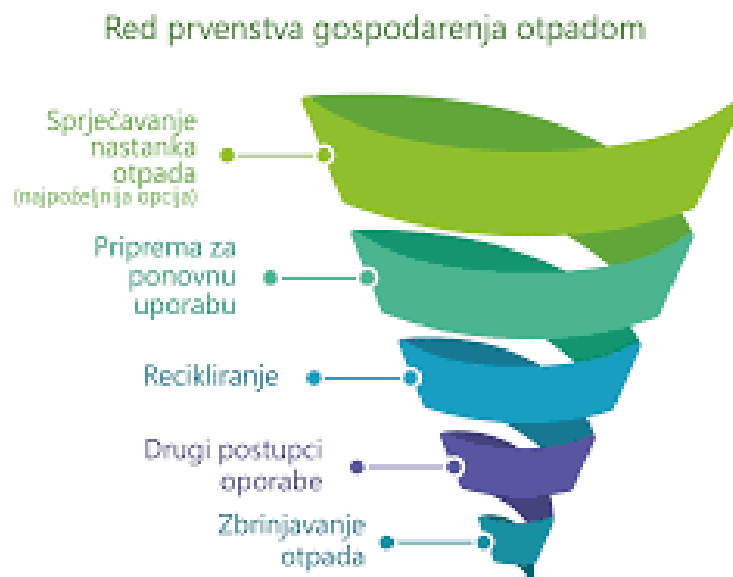 Red prvenstva gospodarenja otpadom
Sprječavanje
nastanka
otpada
(najpoželjnija opcija)
Priprema za
ponovnu
uporabu
Recikliranje
Drugi postupci
oporabe
Zbrinjavanje
otpada